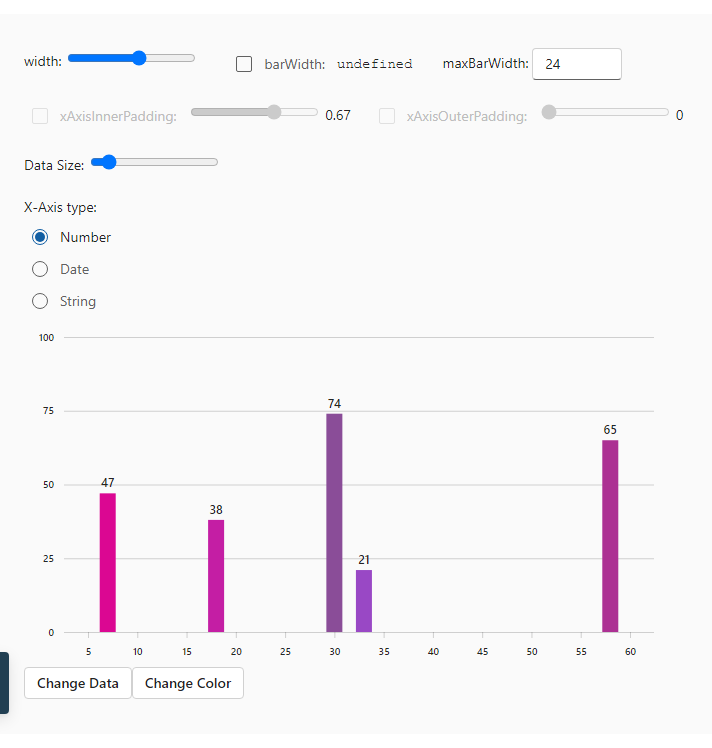 width: barWidth: undefined maxBarWidth: 24
xAxisInnerPadding: 0.67 xAxisOuterPadding: 0
Data Size:
X-Axis type:
Number
Date
String
100
75
50
25
0
47
38
74
21
65
5 10 15 20 25 30 35 40 45 50 55 60
Change Data Change Color